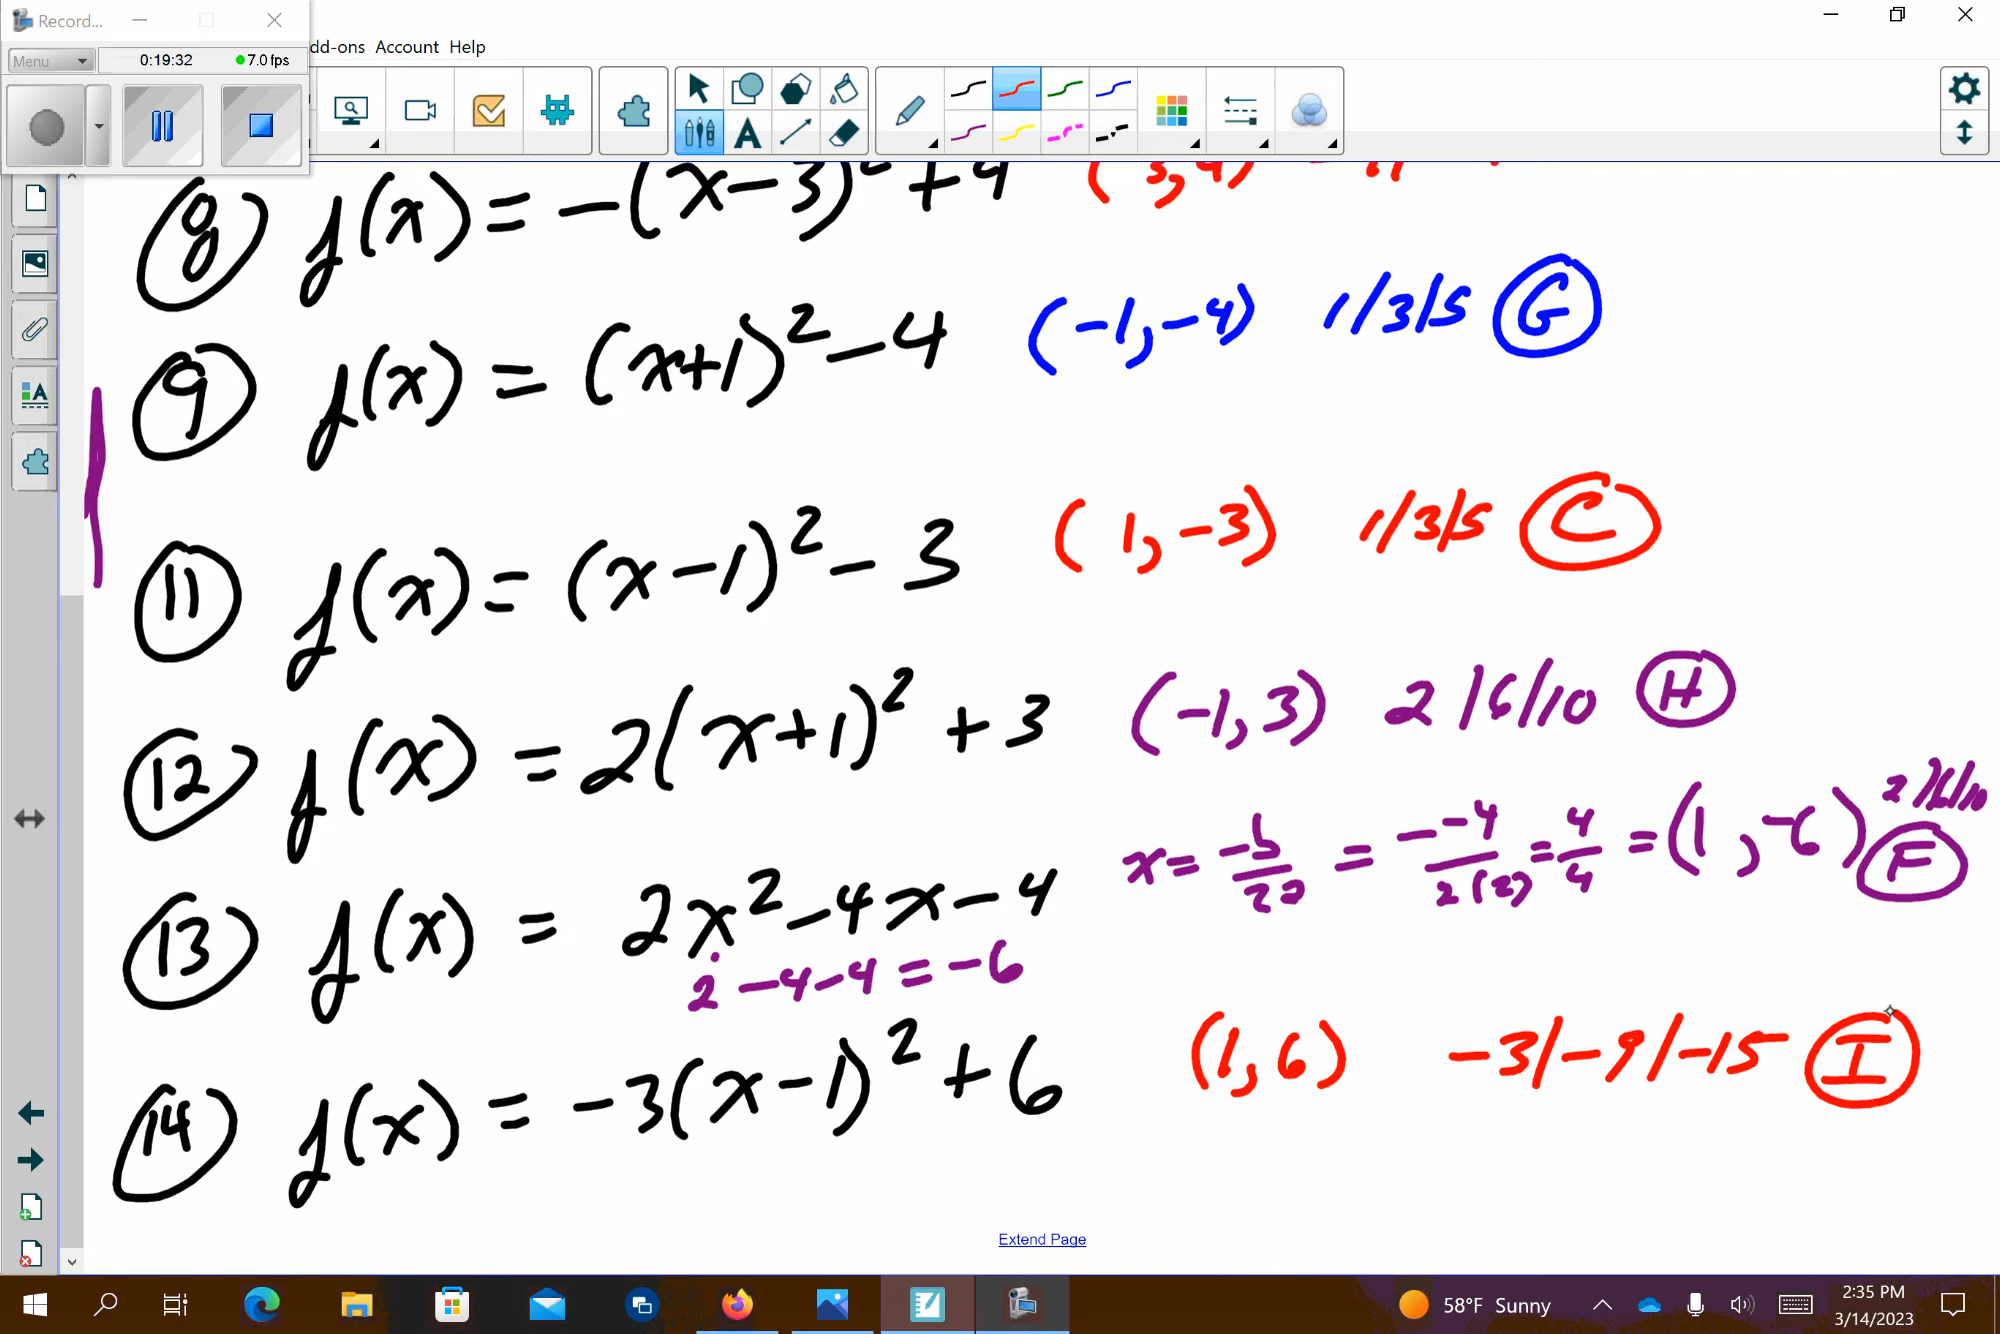 Record...
Menu 0:19:32 7.0 fps
dd-ons Account Help
8 f(x) = -(x-3)² + 4 (3,4)
9 f(x) = (x+1)² - 4 (-1,-4) 1/3/5 G
11 f(x) = (x-1)² - 3 (1,-3) 1/3/5 C
12 f(x) = 2(x+1)² + 3 (-1,3) 2/6/10 H
13 f(x) = 2x² - 4x - 4 x = -b/2a = - -4/2(2) = 4/4 = (1,-6) 2/6/10 F
2 - 4 - 4 = -6
14 f(x) = -3(x-1)² + 6 (1,6) -3/-9/-15 I
Extend Page
58°F Sunny
2:35 PM
3/14/2023